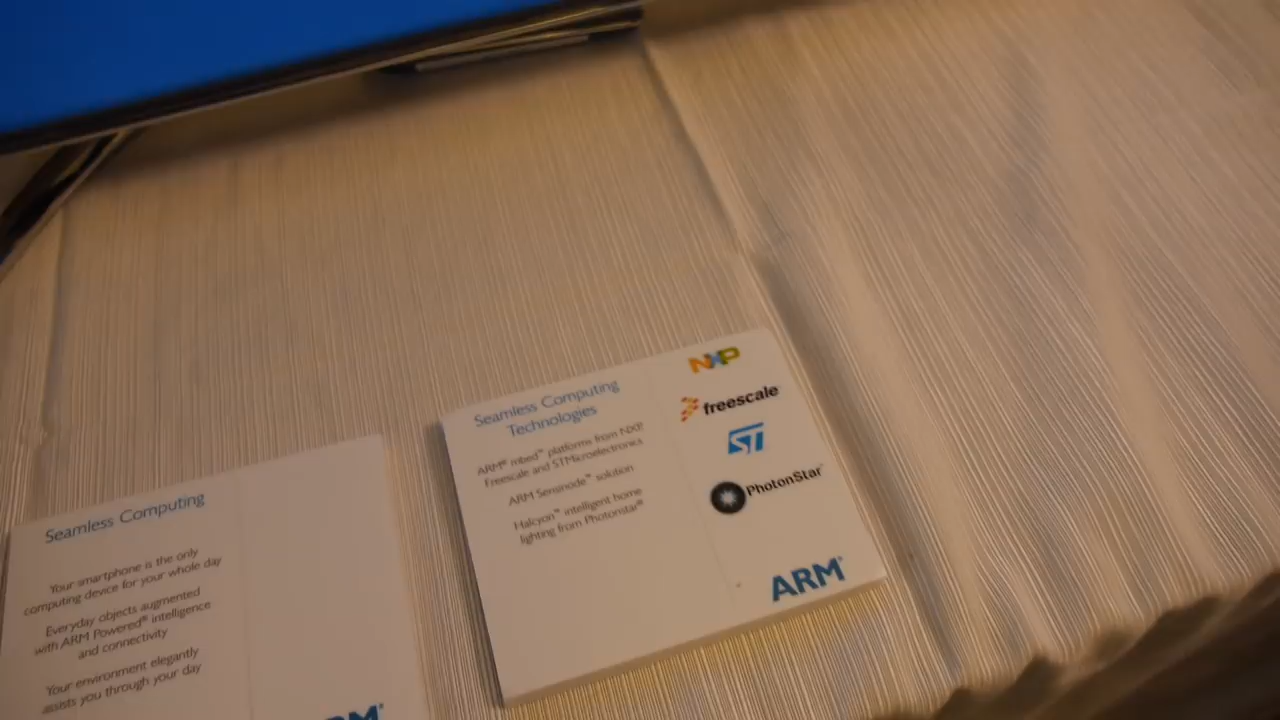 Seamless Computing
Your smartphone is the only
computing device for your whole day
Everyday objects augmented
with ARM Powered® intelligence
and connectivity
Your environment elegantly
assists you through your day
Seamless Computing
Technologies
ARM® mbed™ platforms from NXP
Freescale and STMicroelectronics
ARM Sensinode™ solution
Halcyon™ intelligent home
lighting from Photonstar®
NXP
freescale
ST
PHOTONSTAR
ARM®